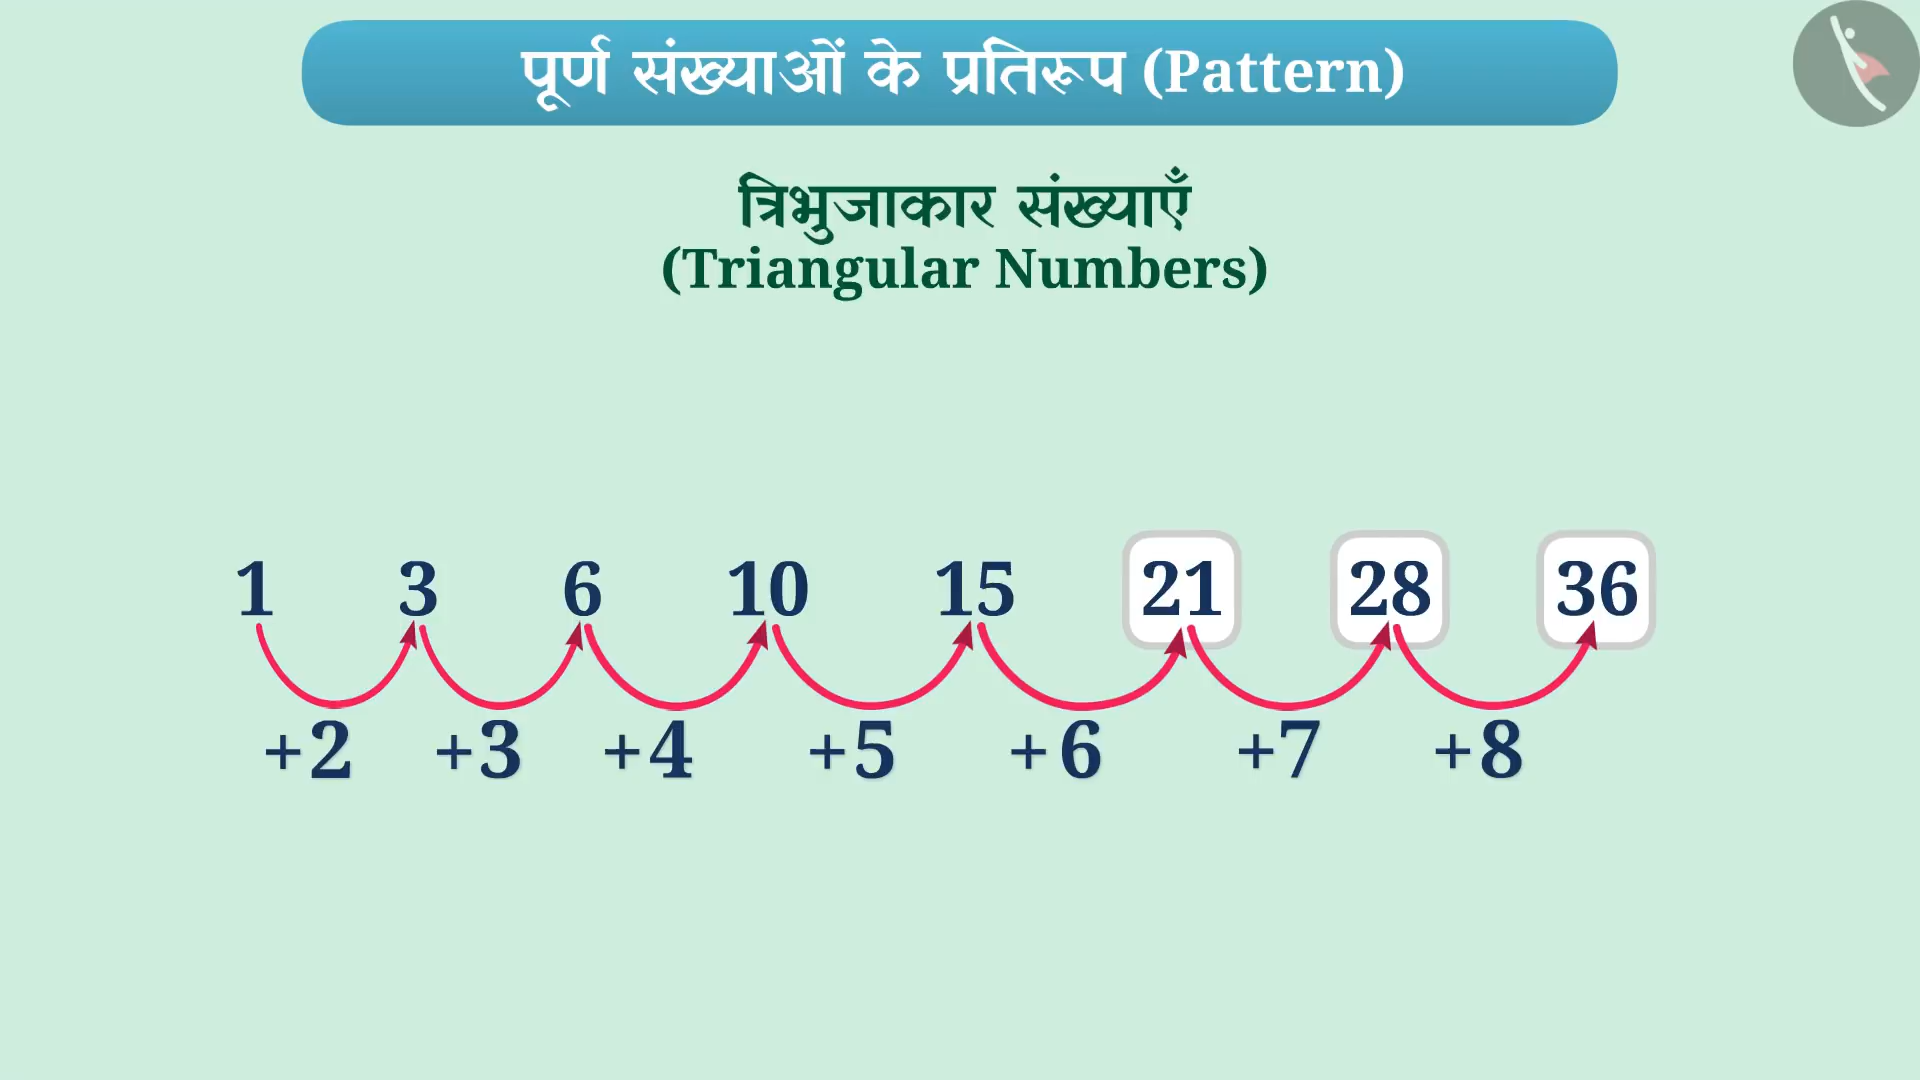 पूर्ण संख्याओं के प्रतिरूप (Pattern)
त्रिभुजाकार संख्याएँ
(Triangular Numbers)
1 3 6 10 15 21 28 36
+2 +3 +4 +5 +6 +7 +8